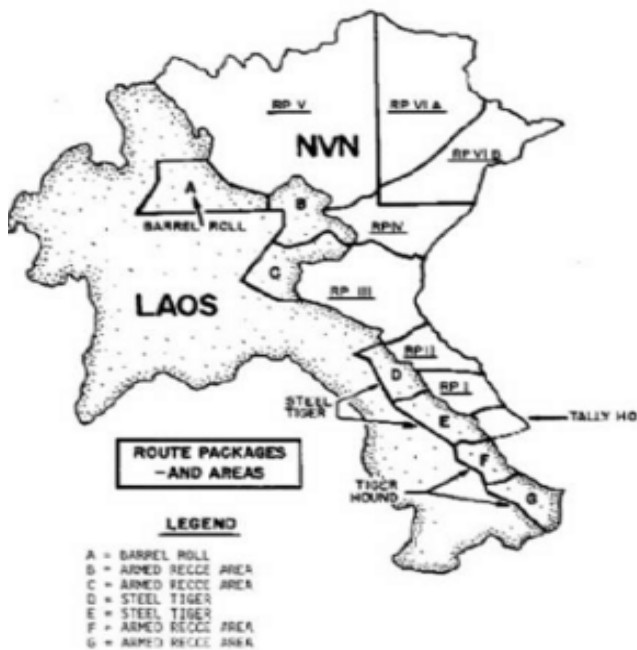 RP V
RP VI A
NVN
RP VI B
A
B
BARREL ROLL
RP IV
C
LAOS
RP III
RP II
D
RP I
STEEL
TIGER
E
TALLY HO
ROUTE PACKAGES
-AND AREAS
F
TIGER
HOUND
G
LEGEND
A = BARREL ROLL
B = ARMED RECCE AREA
C = ARMED RECCE AREA
D = STEEL TIGER
E = STEEL TIGER
F = ARMED RECCE AREA
G = ARMED RECCE AREA